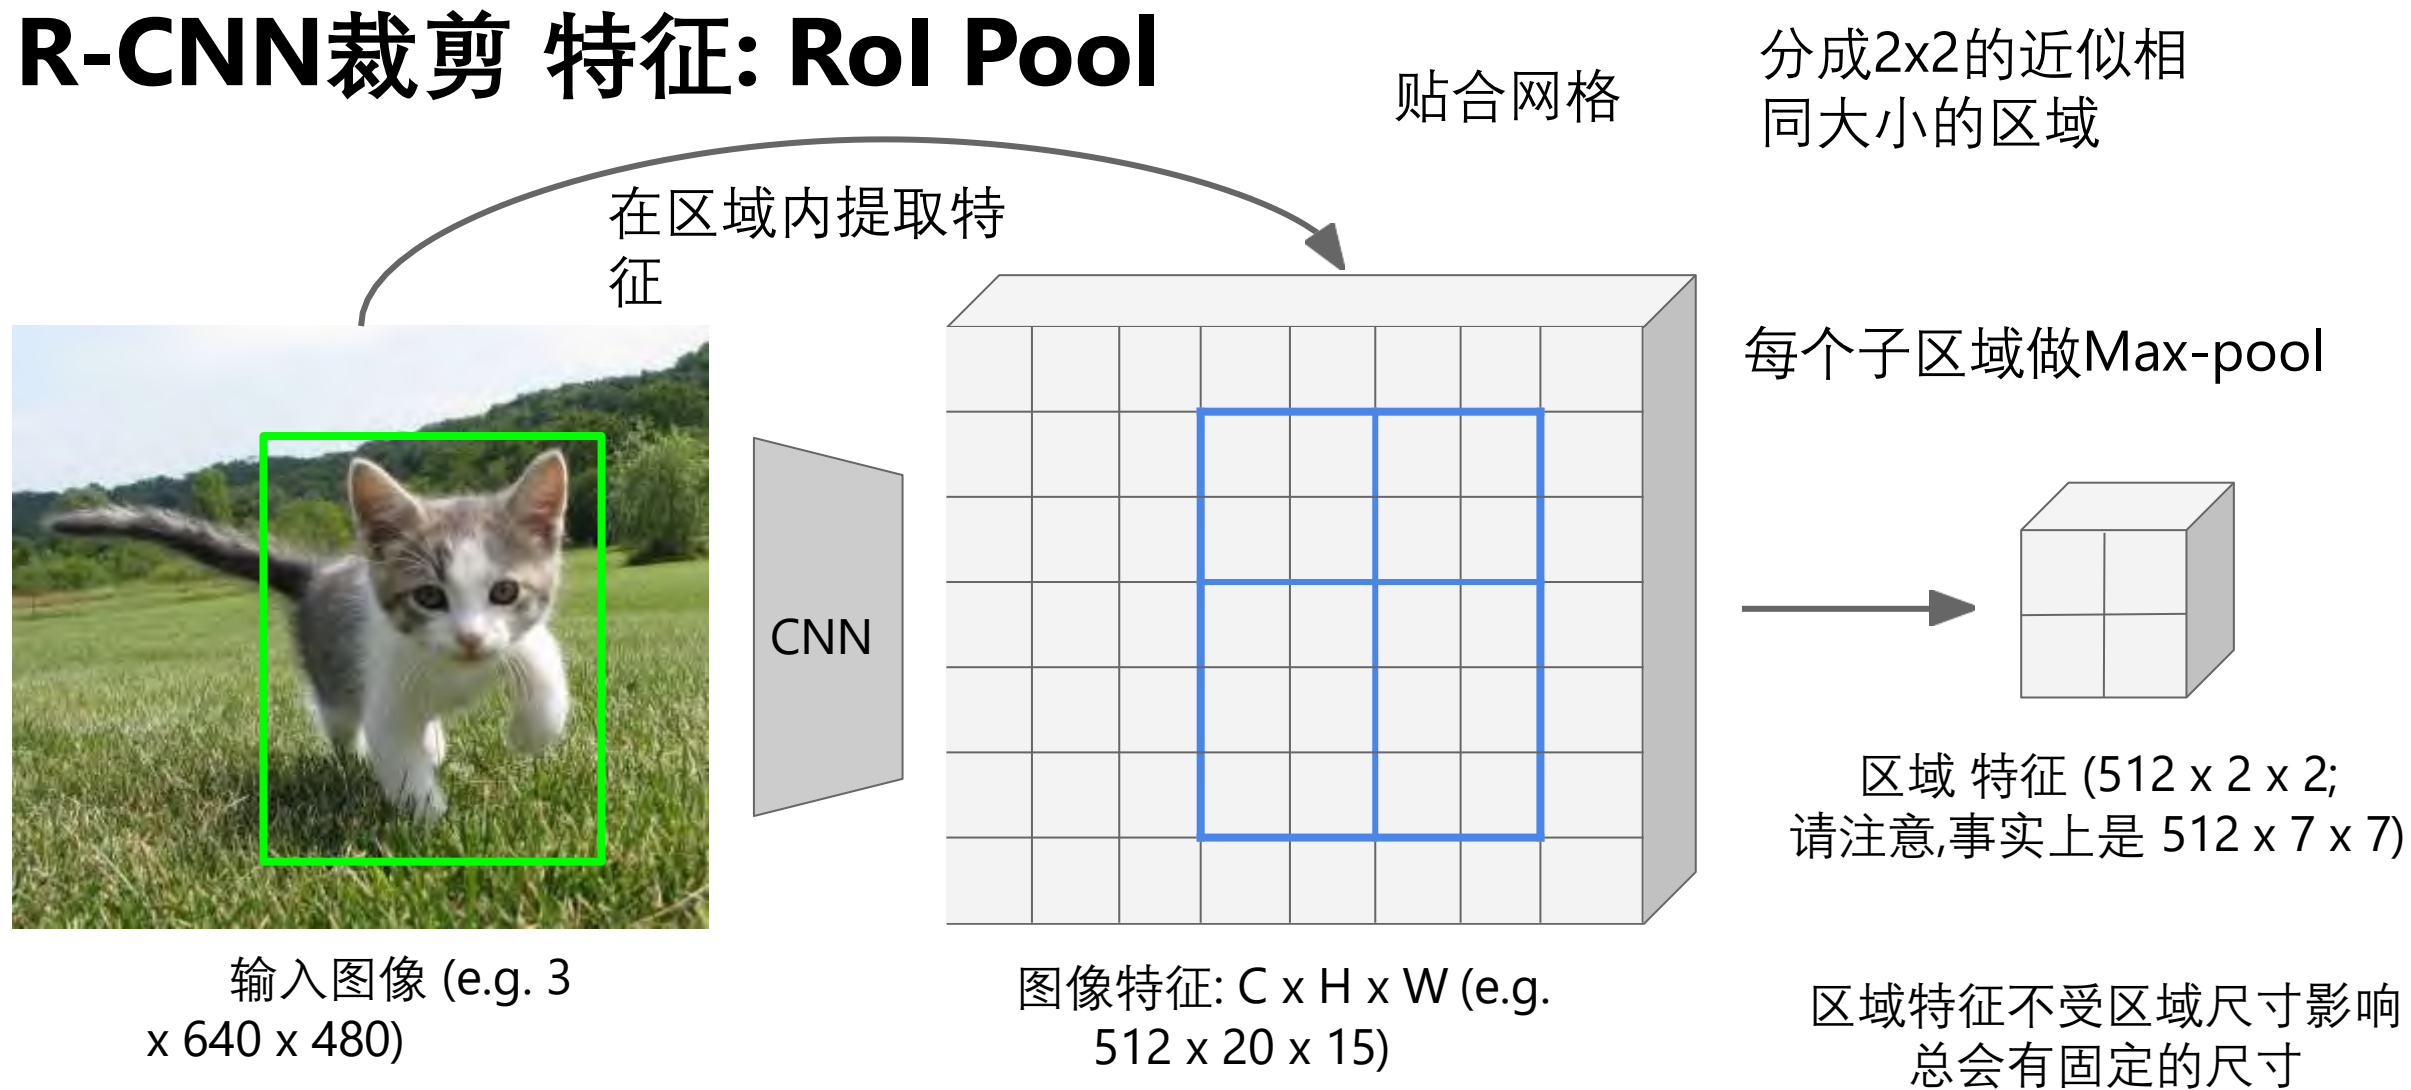 R-CNN裁剪 特征: RoI Pool
贴合网格
分成2x2的近似相
同大小的区域
在区域内提取特
征
每个子区域做Max-pool
CNN
区域 特征 (512 x 2 x 2;
请注意,事实上是 512 x 7 x 7)
输入图像 (e.g. 3
x 640 x 480)
图像特征: C x H x W (e.g.
512 x 20 x 15)
区域特征不受区域尺寸影响
总会有固定的尺寸